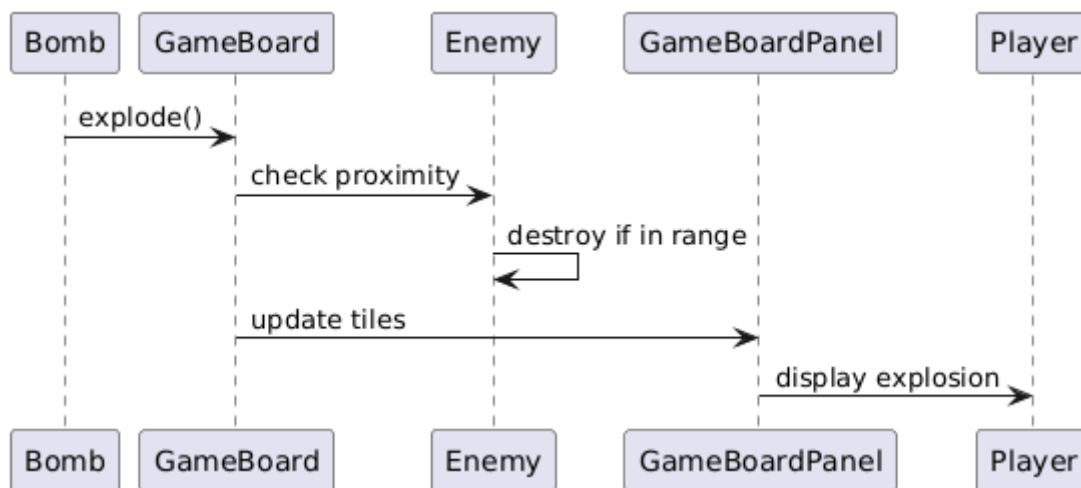 Bomb GameBoard Enemy GameBoardPanel Player
explode()
check proximity
destroy if in range
update tiles
display explosion
Bomb GameBoard Enemy GameBoardPanel Player